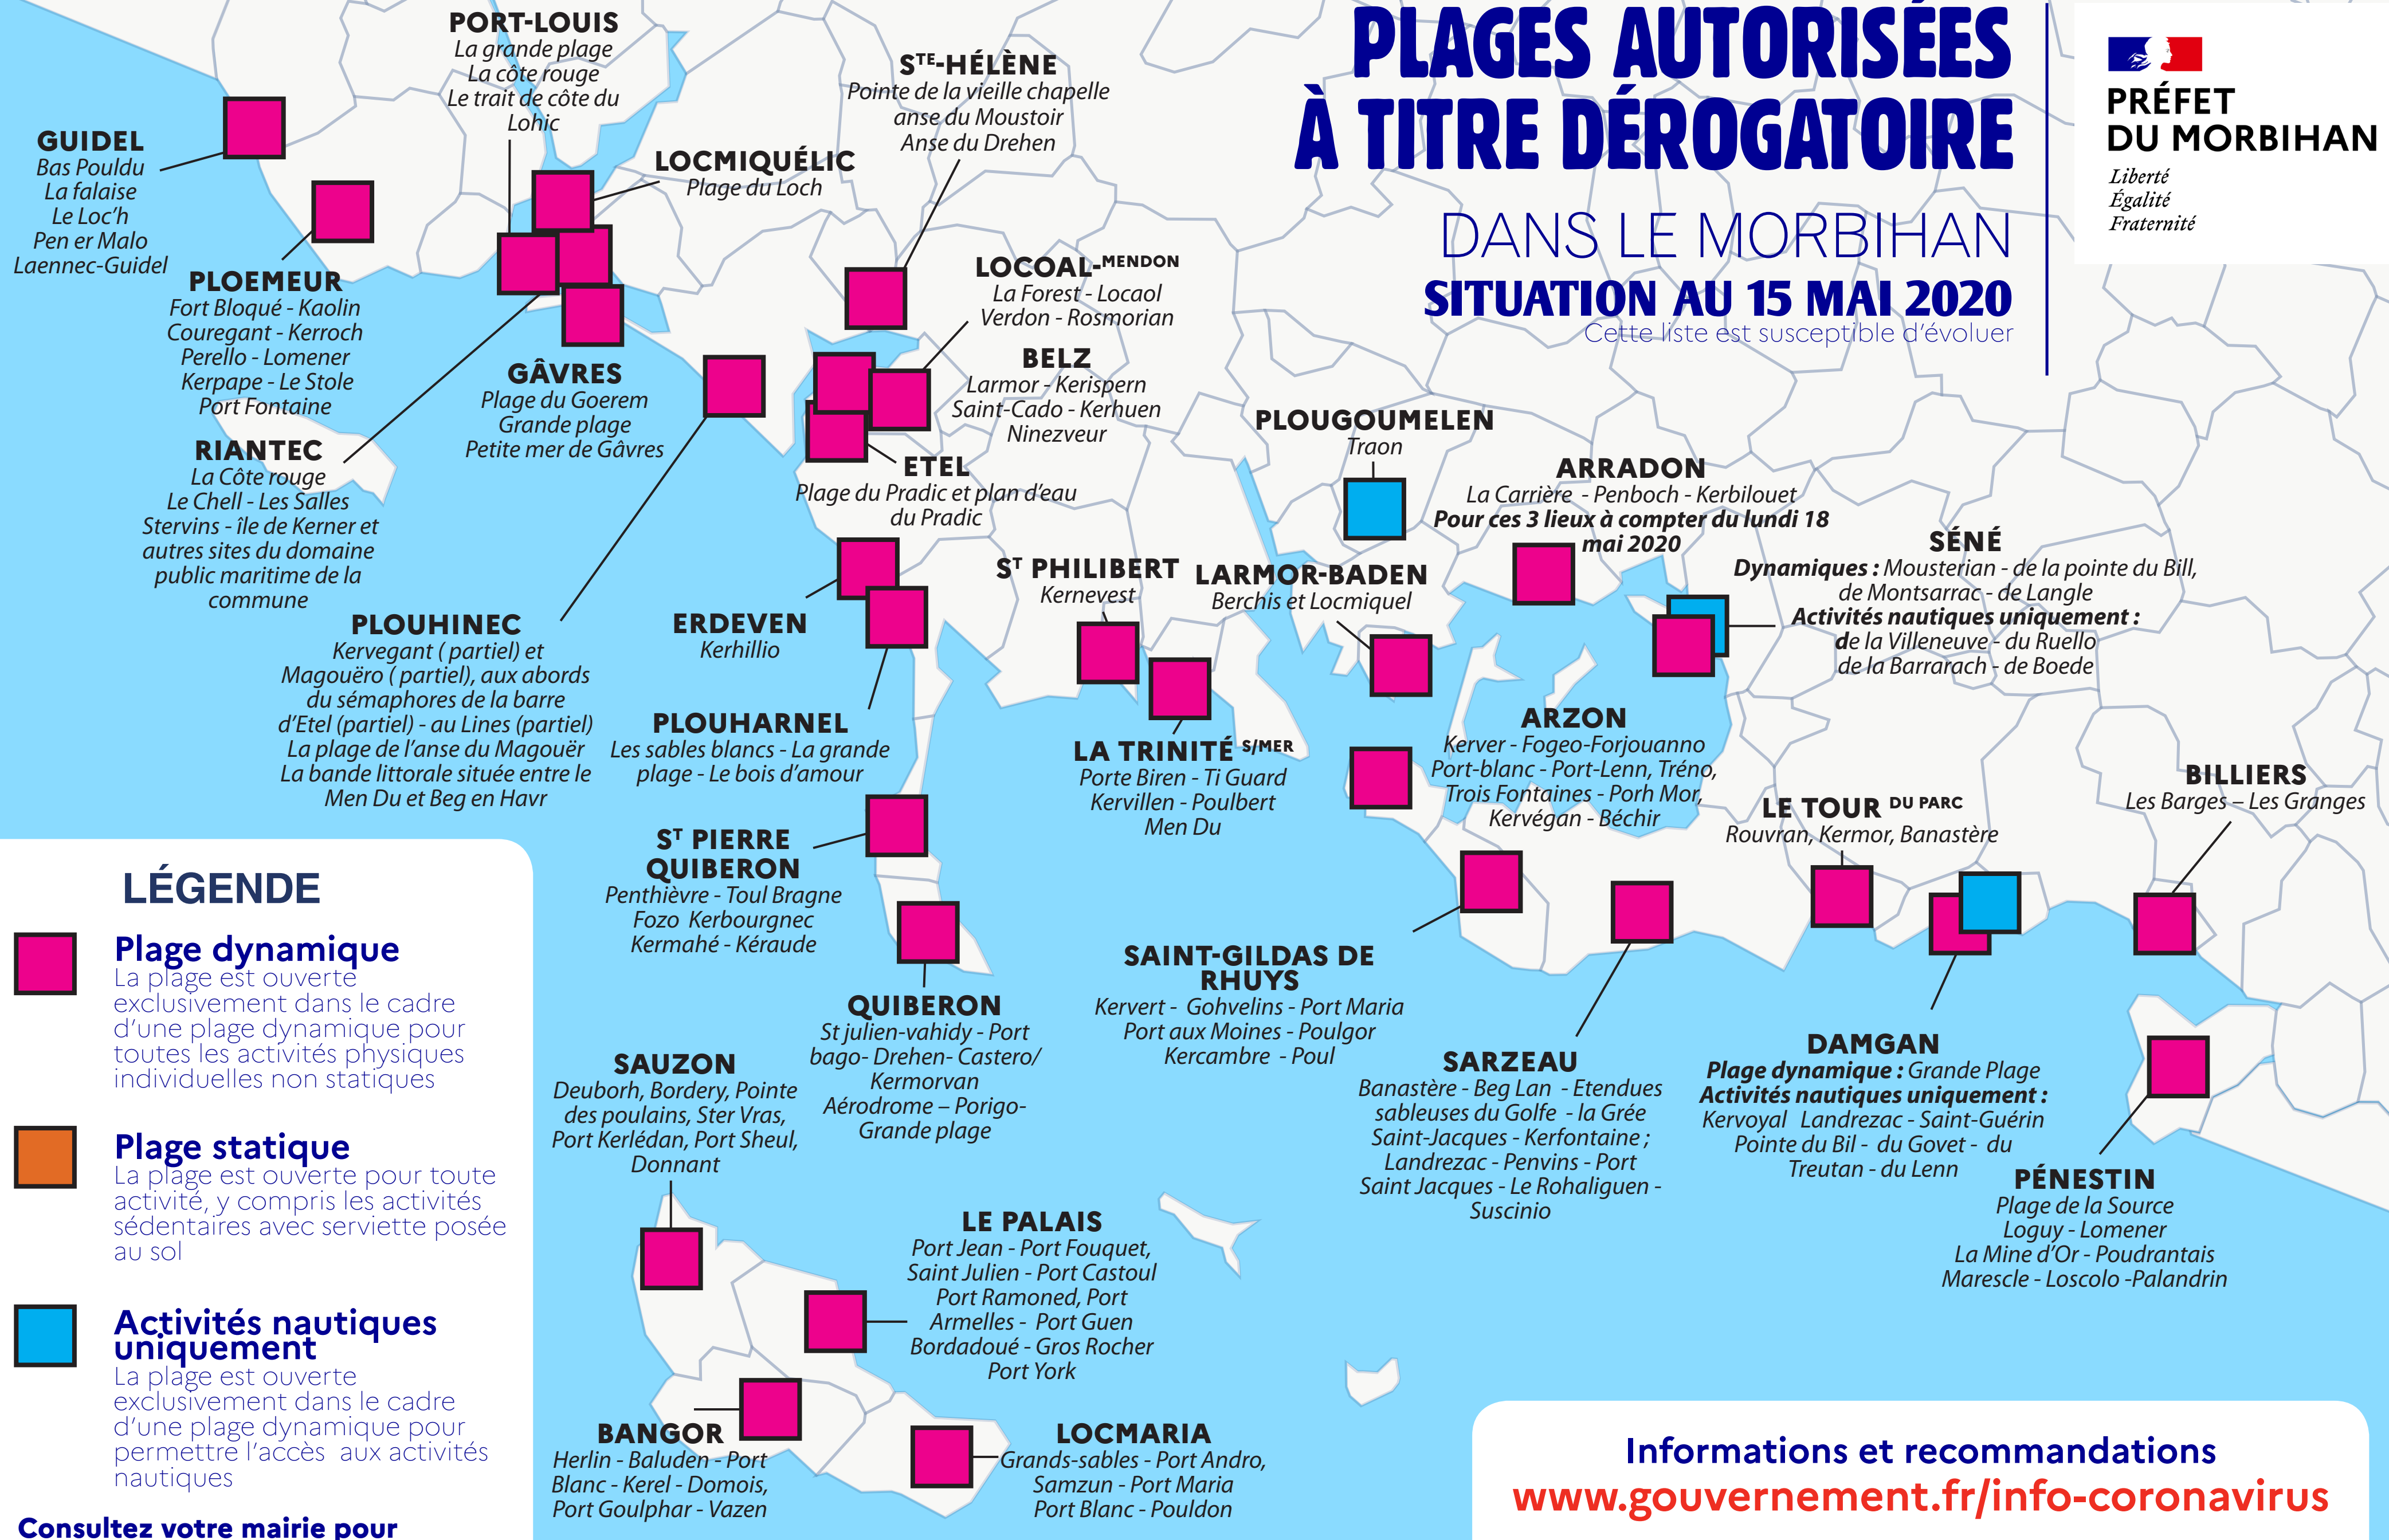 PLAGES AUTORISÉES
À TITRE DÉROGATOIRE
DANS LE MORBIHAN
SITUATION AU 15 MAI 2020
Cette liste est susceptible d’évoluer
PRÉFET
DU MORBIHAN
Liberté
Égalité
Fraternité
PORT-LOUIS
La grande plage
La côte rouge
Le trait de côte du
Lohic
STE-HÉLÈNE
Pointe de la vieille chapelle
anse du Moustoir
Anse du Drehen
GUIDEL
Bas Pouldu
La falaise
Le Loc’h
Pen er Malo
Laennec-Guidel
LOCMIQUÉLIC
Plage du Loch
PLOEMEUR
Fort Bloqué - Kaolin
Couregant - Kerroch
Perello - Lomener
Kerpape - Le Stole
Port Fontaine
LOCOAL-MENDON
La Forest - Locaol
Verdon - Rosmorian
BELZ
Larmor - Kerispern
Saint-Cado - Kerhuen
Ninezveur
GÂVRES
Plage du Goerem
Grande plage
Petite mer de Gâvres
RIANTEC
La Côte rouge
Le Chell - Les Salles
Stervins - île de Kerner et
autres sites du domaine
public maritime de la
commune
ETEL
Plage du Pradic et plan d’eau
du Pradic
PLOUGOUMELEN
Traon
ARRADON
La Carrière - Penboch - Kerbilouet
Pour ces 3 lieux à compter du lundi 18
mai 2020
SÉNÉ
Dynamiques : Mousterian - de la pointe du Bill,
de Montsarrac - de Langle
Activités nautiques uniquement :
de la Villeneuve - du Ruello
de la Barrarach - de Boede
ST PHILIBERT
Kernevest
LARMOR-BADEN
Berchis et Locmiquel
PLOUHINEC
Kervegant ( partiel) et
Magouëro ( partiel), aux abords
du sémaphores de la barre
d’Etel (partiel) - au Lines (partiel)
La plage de l’anse du Magouër
La bande littorale située entre le
Men Du et Beg en Havr
ERDEVEN
Kerhillio
PLOUHARNEL
Les sables blancs - La grande
plage - Le bois d’amour
LA TRINITÉ S/MER
Porte Biren - Ti Guard
Kervillen - Poulbert
Men Du
ARZON
Kerver - Fogeo-Forjouanno
Port-blanc - Port-Lenn, Tréno,
Trois Fontaines - Porh Mor,
Kervégan - Béchir
LE TOUR DU PARC
Rouvran, Kermor, Banastère
BILLIERS
Les Barges – Les Granges
ST PIERRE
QUIBERON
Penthièvre - Toul Bragne
Fozo Kerbourgnec
Kermahé - Kéraude
QUIBERON
St julien-vahidy - Port
bago- Drehen- Castero/
Kermorvan
Aérodrome – Porigo-
Grande plage
SAINT-GILDAS DE
RHUYS
Kervert - Gohvelins - Port Maria
Port aux Moines - Poulgor
Kercambre - Poul
SARZEAU
Banastère - Beg Lan - Etendues
sableuses du Golfe - la Grée
Saint-Jacques - Kerfontaine ;
Landrezac - Penvins - Port
Saint Jacques - Le Rohaliguen -
Suscinio
DAMGAN
Plage dynamique : Grande Plage
Activités nautiques uniquement :
Kervoyal Landrezac - Saint-Guérin
Pointe du Bil - du Govet - du
Treutan - du Lenn
PÉNESTIN
Plage de la Source
Loguy - Lomener
La Mine d’Or - Poudrantais
Marescle - Loscolo -Palandrin
SAUZON
Deuborh, Bordery, Pointe
des poulains, Ster Vras,
Port Kerlédan, Port Sheul,
Donnant
LE PALAIS
Port Jean - Port Fouquet,
Saint Julien - Port Castoul
Port Ramoned, Port
Armelles - Port Guen
Bordadoué - Gros Rocher
Port York
BANGOR
Herlin - Baluden - Port
Blanc - Kerel - Domois,
Port Goulphar - Vazen
LOCMARIA
Grands-sables - Port Andro,
Samzun - Port Maria
Port Blanc - Pouldon
LÉGENDE
Plage dynamique
La plage est ouverte
exclusivement dans le cadre
d’une plage dynamique pour
toutes les activités physiques
individuelles non statiques
Plage statique
La plage est ouverte pour toute
activité, y compris les activités
sédentaires avec serviette posée
au sol
Activités nautiques
uniquement
La plage est ouverte
exclusivement dans le cadre
d’une plage dynamique pour
permettre l’accès aux activités
nautiques
Consultez votre mairie pour
Informations et recommandations
www.gouvernement.fr/info-coronavirus